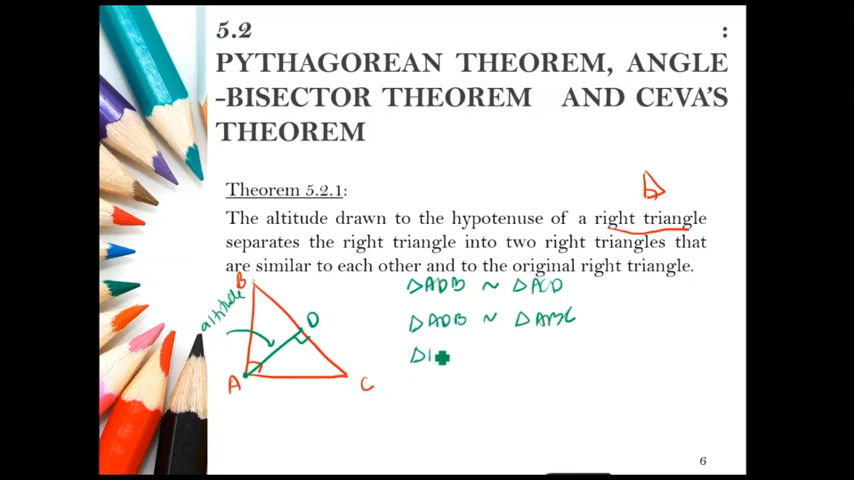 5.2 :
PYTHAGOREAN THEOREM, ANGLE
-BISECTOR THEOREM AND CEVA'S
THEOREM
Theorem 5.2.1:
The altitude drawn to the hypotenuse of a right triangle
separates the right triangle into two right triangles that
are similar to each other and to the original right triangle.
B
altitude
D
A
C
△ADB ~ △ACD
△ADB ~ △ABC
△
6